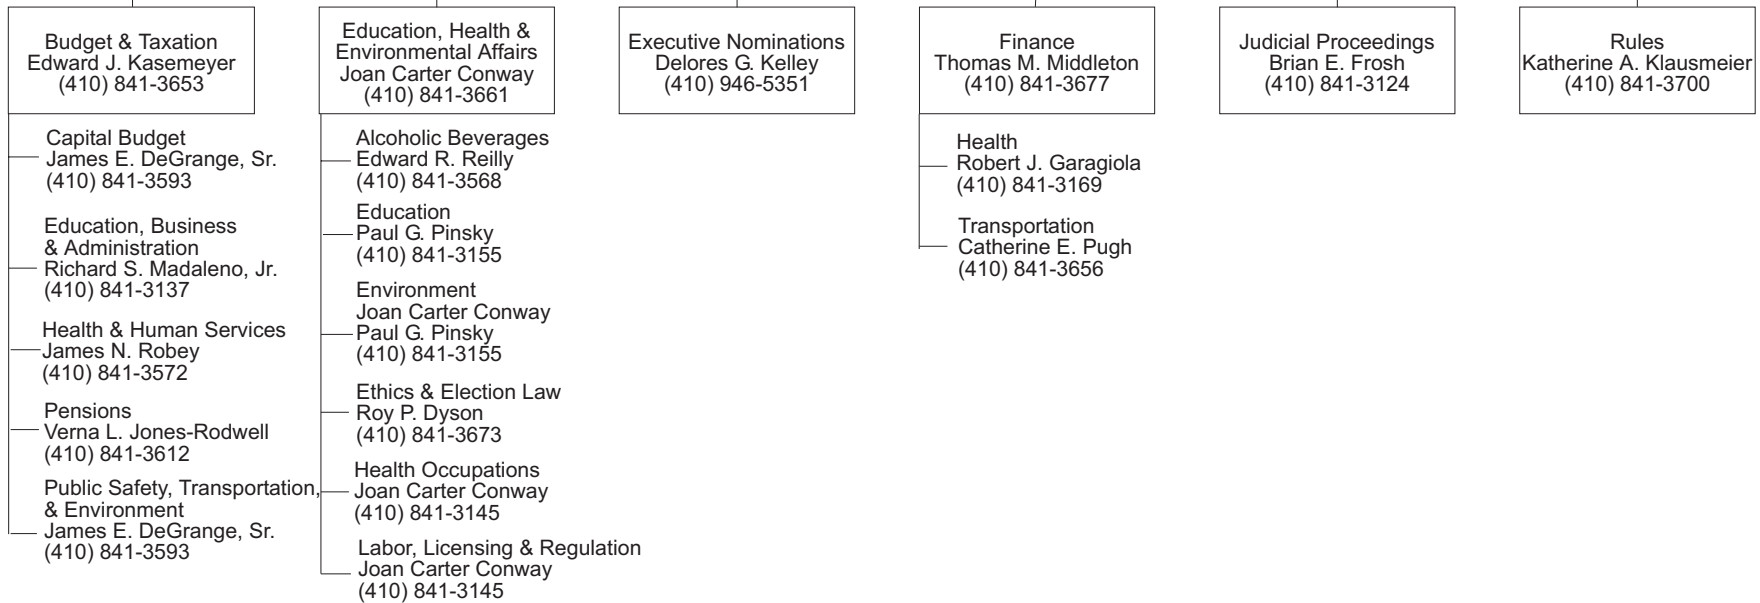 Budget & Taxation
Edward J. Kasemeyer
(410) 841-3653
Capital Budget
James E. DeGrange, Sr.
(410) 841-3593
Education, Business
& Administration
Richard S. Madaleno, Jr.
(410) 841-3137
Health & Human Services
James N. Robey
(410) 841-3572
Pensions
Verna L. Jones-Rodwell
(410) 841-3612
Public Safety, Transportation,
& Environment
James E. DeGrange, Sr.
(410) 841-3593
Education, Health &
Environmental Affairs
Joan Carter Conway
(410) 841-3661
Alcoholic Beverages
Edward R. Reilly
(410) 841-3568
Education
Paul G. Pinsky
(410) 841-3155
Environment
Joan Carter Conway
Paul G. Pinsky
(410) 841-3155
Ethics & Election Law
Roy P. Dyson
(410) 841-3673
Health Occupations
Joan Carter Conway
(410) 841-3145
Labor, Licensing & Regulation
Joan Carter Conway
(410) 841-3145
Executive Nominations
Delores G. Kelley
(410) 946-5351
Finance
Thomas M. Middleton
(410) 841-3677
Health
Robert J. Garagiola
(410) 841-3169
Transportation
Catherine E. Pugh
(410) 841-3656
Judicial Proceedings
Brian E. Frosh
(410) 841-3124
Rules
Katherine A. Klausmeier
(410) 841-3700